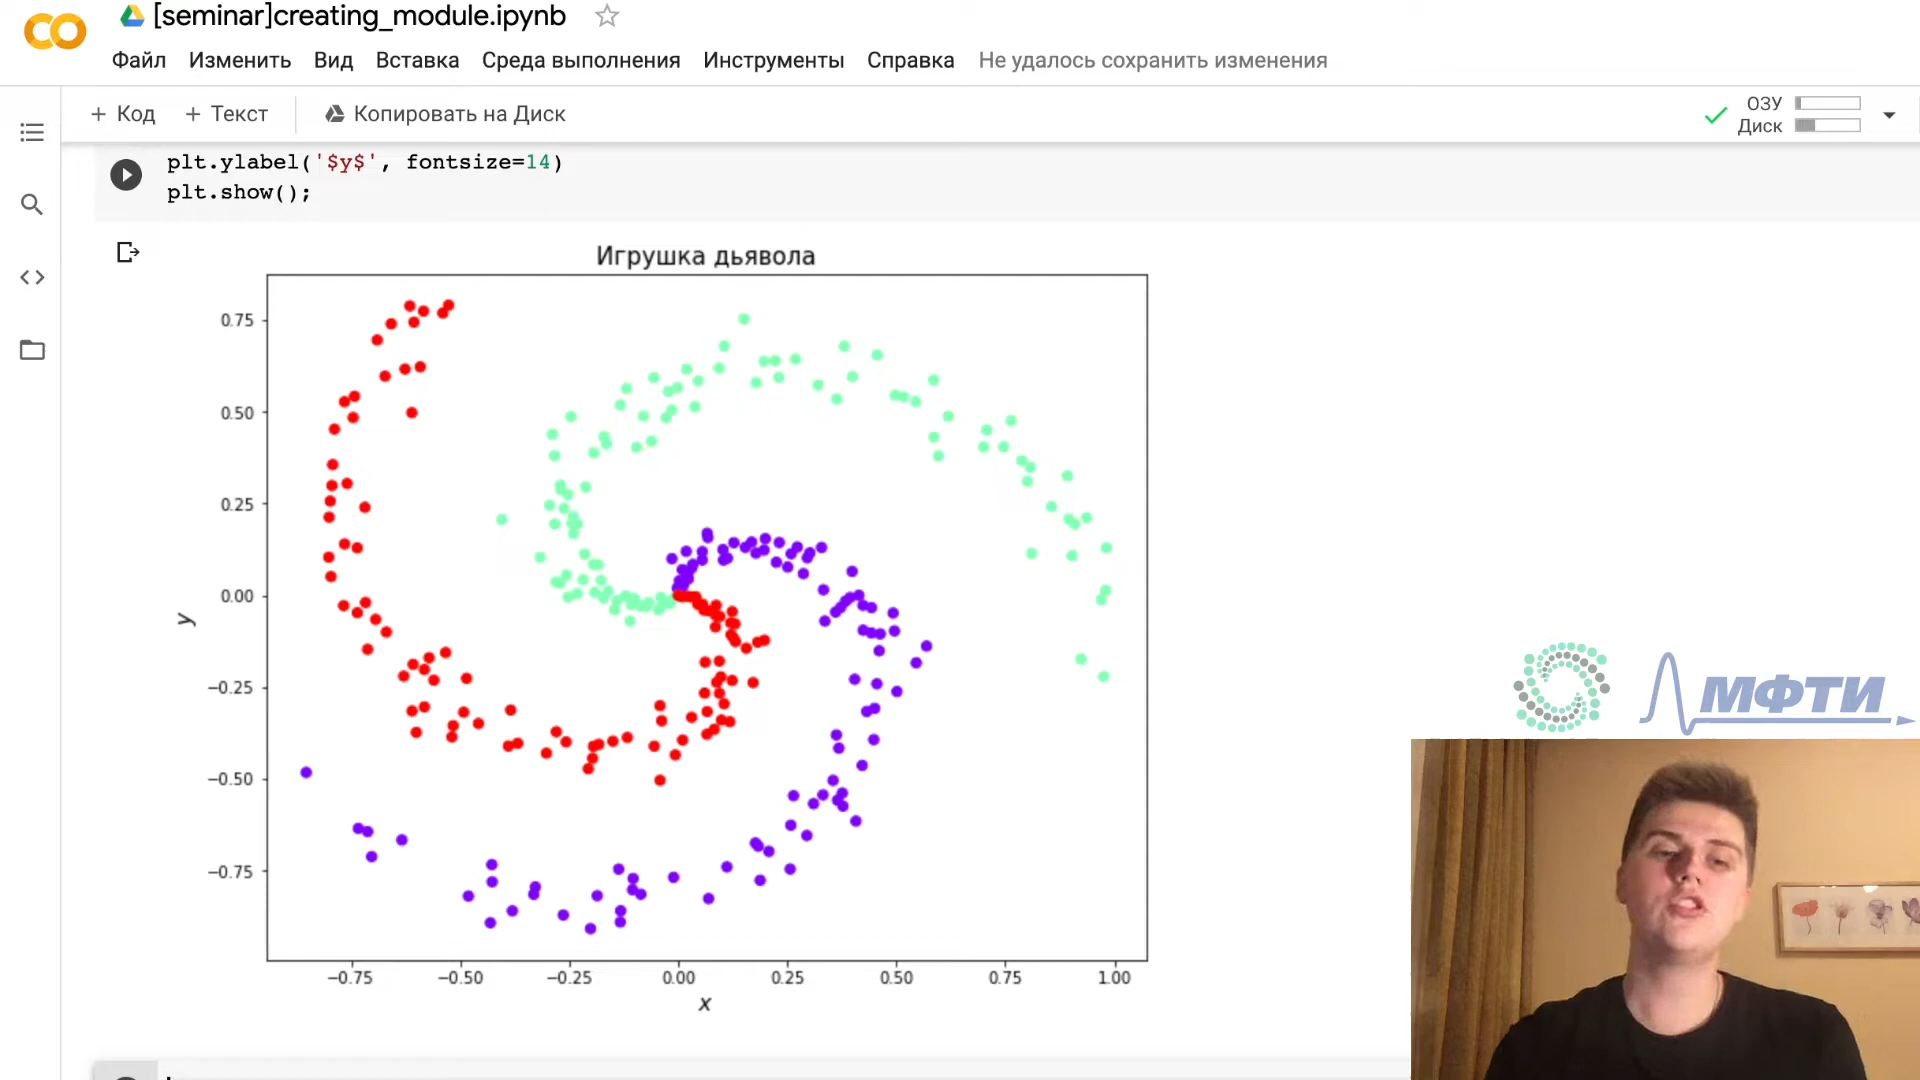 [seminar]creating_module.ipynb
Файл Изменить Вид Вставка Среда выполнения Инструменты Справка Не удалось сохранить изменения
+ Код + Текст Копировать на Диск
ОЗУ
Диск
plt.ylabel('$y$', fontsize=14)
plt.show();
Игрушка дьявола
0.75
0.50
0.25
0.00
−0.25
−0.50
−0.75
y
−0.75 −0.50 −0.25 0.00 0.25 0.50 0.75 1.00
x
МФТИ